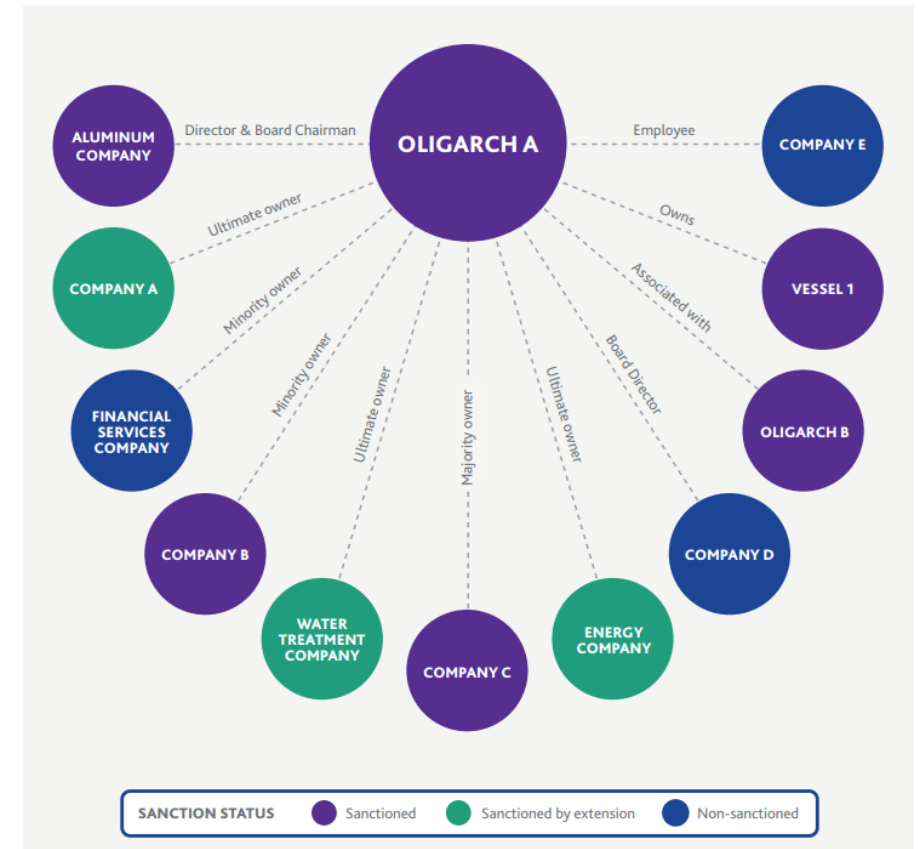 OLIGARCH A
ALUMINUM
COMPANY
Director & Board Chairman
Employee
COMPANY E
Ultimate owner
Owns
COMPANY A
Minority owner
Associated with
VESSEL 1
FINANCIAL
SERVICES
COMPANY
Minority owner
Ultimate owner
Majority owner
Ultimate owner
Board Director
OLIGARCH B
COMPANY B
COMPANY D
WATER
TREATMENT
COMPANY
COMPANY C
ENERGY
COMPANY
SANCTION STATUS Sanctioned Sanctioned by extension Non-sanctioned